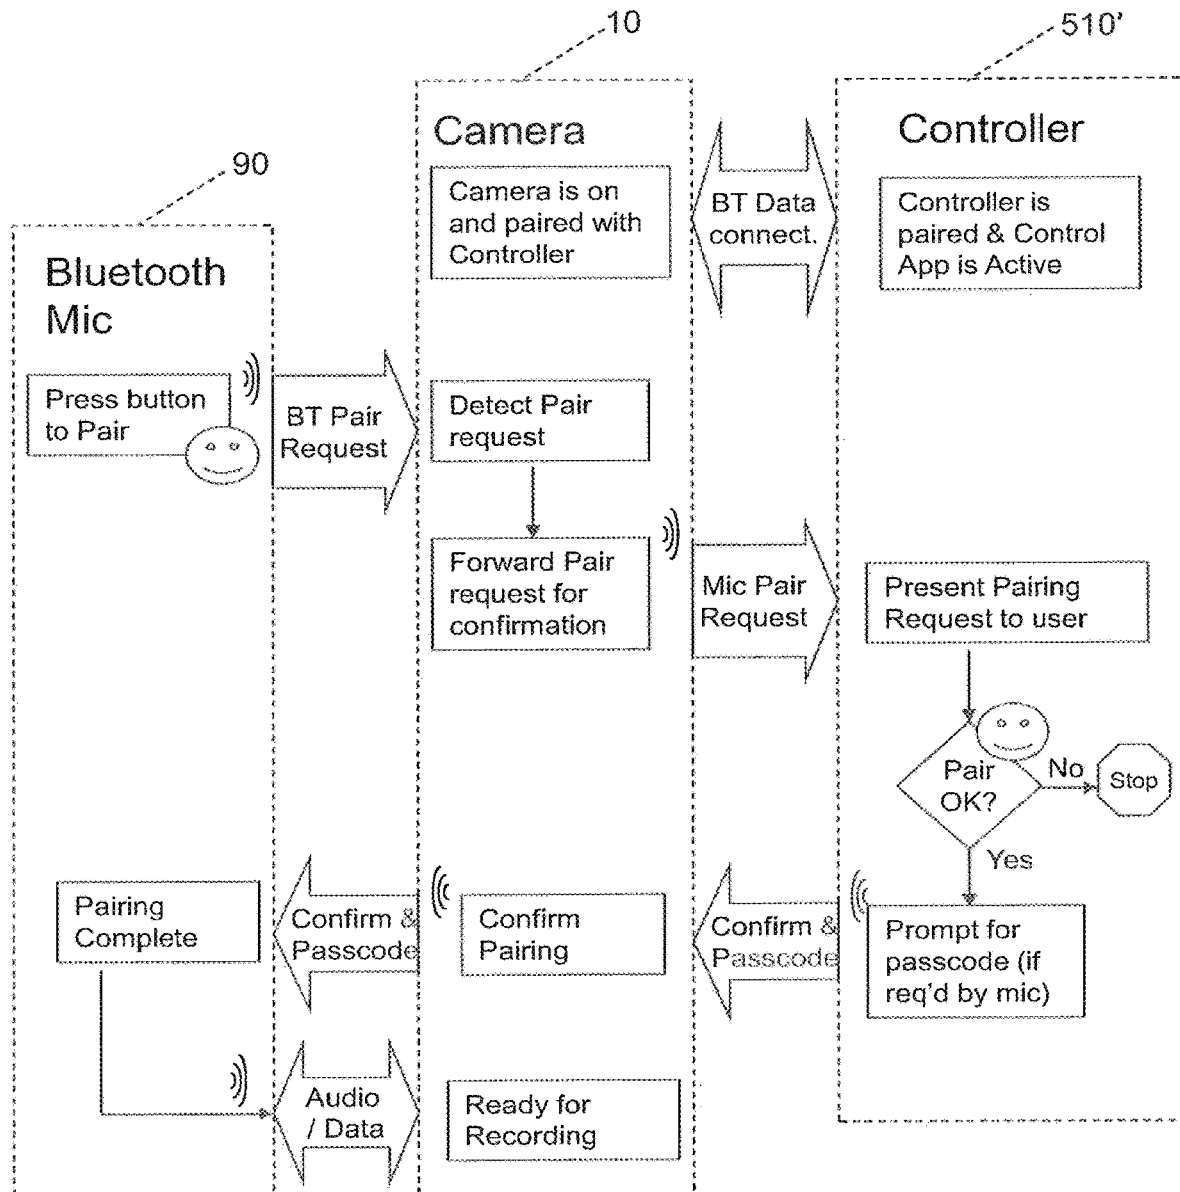 10
510'
90
Camera
Controller
Camera is on
and paired with
Controller
BT Data
connect.
Controller is
paired & Control
App is Active
Bluetooth
Mic
Press button
to Pair
BT Pair
Request
Detect Pair
request
Forward Pair
request for
confirmation
Mic Pair
Request
Present Pairing
Request to user
Pair
OK?
No
Stop
Yes
Prompt for
passcode (if
req'd by mic)
Confirm &
Passcode
Confirm
Pairing
Confirm &
Passcode
Pairing
Complete
Audio
/ Data
Ready for
Recording